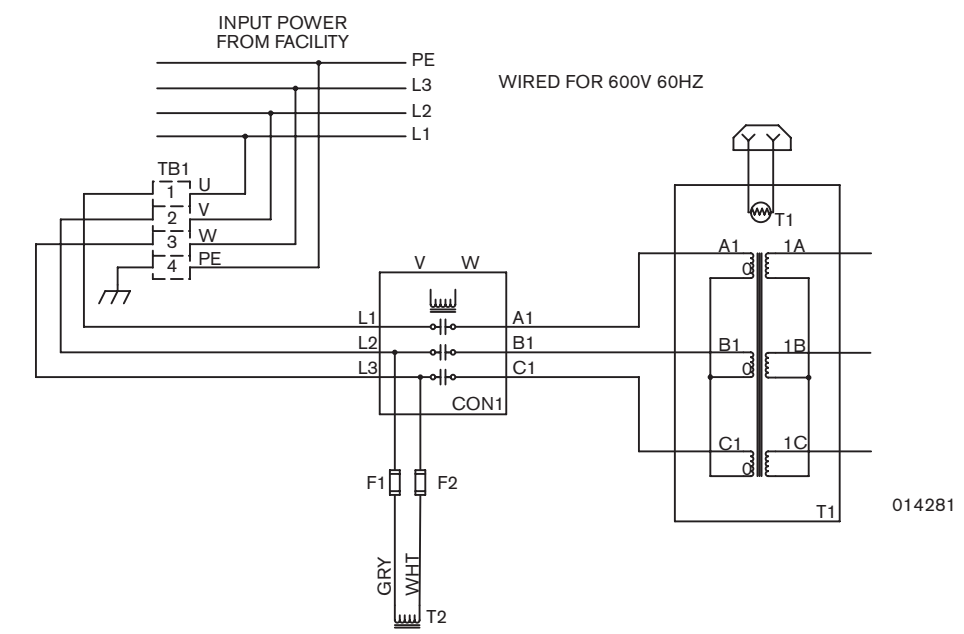 INPUT POWER
FROM FACILITY
PE
L3
L2
L1
WIRED FOR 600V 60HZ
TB1
1 U
2 V
3 W
4 PE
T1
V W
L1 A1
L2 B1
L3 C1
CON1
A1 1A
0
B1 1B
0
C1 1C
0
T1
F1 F2
GRY WHT
T2
014281